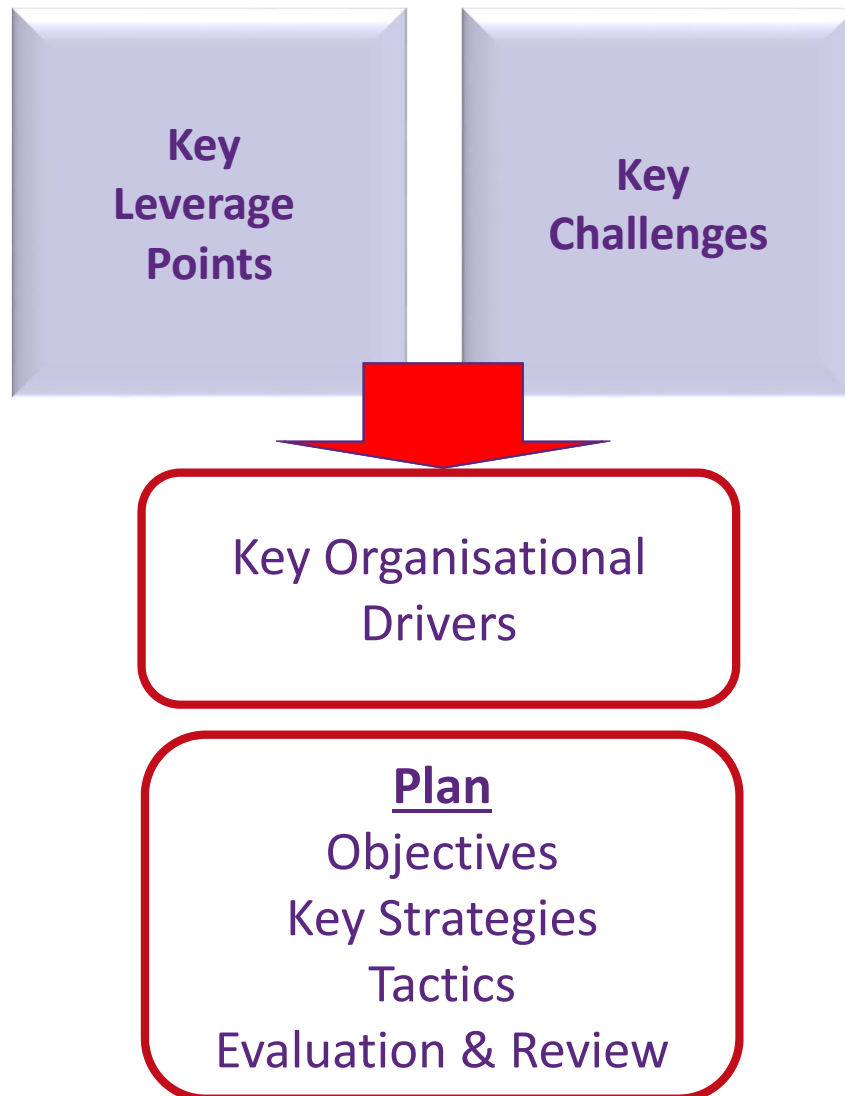 Key
Leverage
Points
Key
Challenges
Key Organisational
Drivers
Plan
Objectives
Key Strategies
Tactics
Evaluation & Review